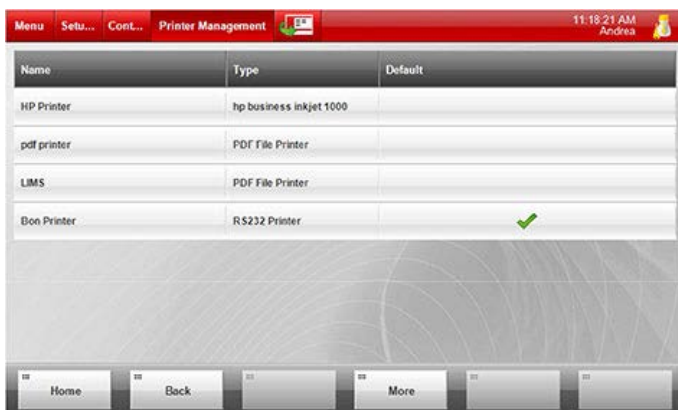 Menu Setu... Cont... Printer Management 11:18:21 AM
Andrea
Name Type Default
HP Printer hp business inkjet 1000
pdf printer PDF File Printer
LIMS PDF File Printer
Bon Printer RS232 Printer
Home Back More